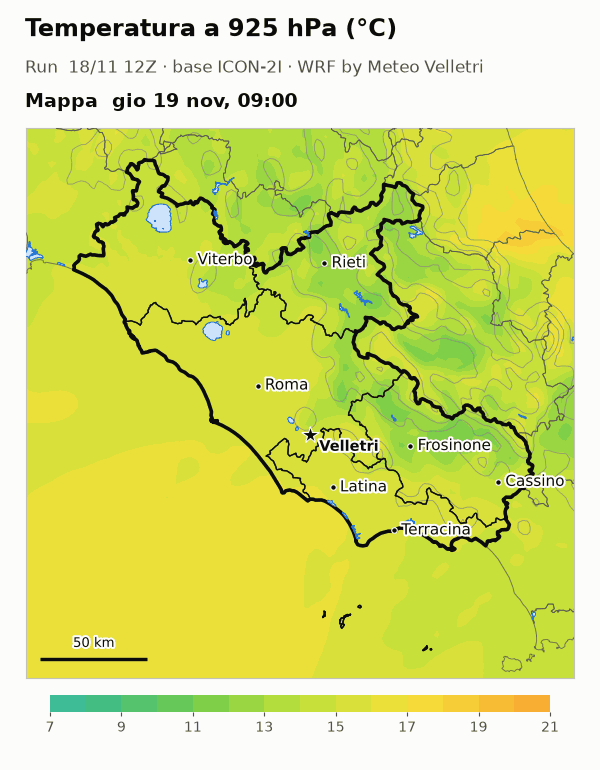 Temperatura a 925 hPa (°C)
Run  18/11 12Z · base ICON-2I · WRF by Meteo Velletri
Mappa  gio 19 nov, 09:00
Viterbo
Rieti
Roma
Velletri
Frosinone
Latina
Cassino
Terracina
50 km
7 9 11 13 15 17 19 21